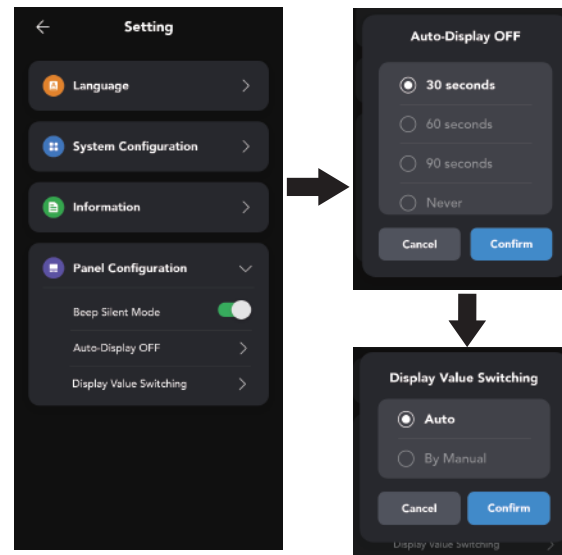 Setting
Language
System Configuration
Information
Panel Configuration
Beep Silent Mode
Auto-Display OFF
Display Value Switching
Auto-Display OFF
30 seconds
60 seconds
90 seconds
Never
Cancel Confirm
Display Value Switching
Auto
By Manual
Cancel Confirm
Display Value Switching